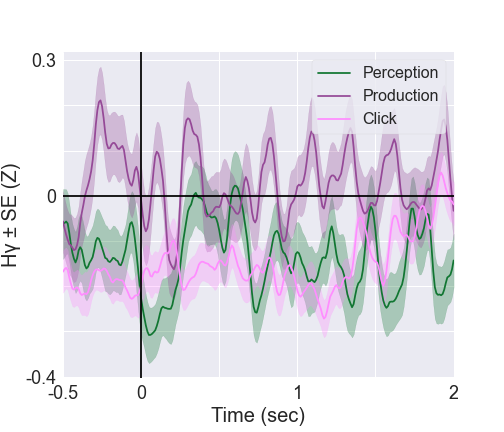 0.3
Perception
Production
Click
0
Hγ ± SE (Z)
-0.4
-0.5
0
1
2
Time (sec)